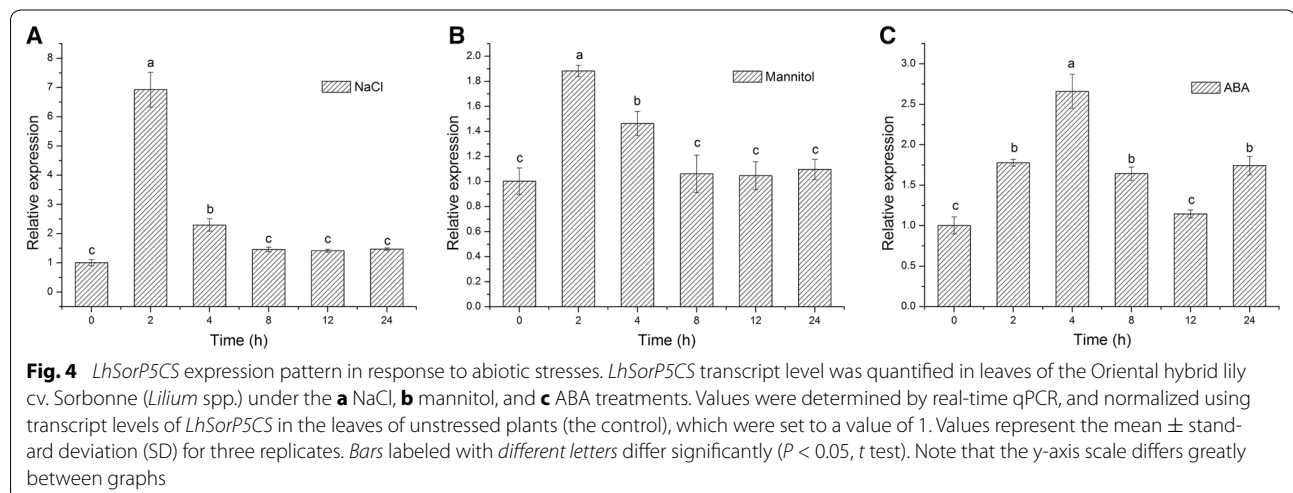 A
Relative expression
8
7
6
5
4
3
2
1
0
c
a
b
c
c
c
NaCl
0 2 4 8 12 24
Time (h)
B
Relative expression
2.0
1.8
1.6
1.4
1.2
1.0
0.8
0.6
0.4
0.2
0.0
c
a
b
c
c
c
Mannitol
0 2 4 8 12 24
Time (h)
C
Relative expression
3.0
2.5
2.0
1.5
1.0
0.5
0.0
c
b
a
b
c
b
ABA
0 2 4 8 12 24
Time (h)
Fig. 4 LhSorP5CS expression pattern in response to abiotic stresses. LhSorP5CS transcript level was quantified in leaves of the Oriental hybrid lily
cv. Sorbonne (Lilium spp.) under the a NaCl, b mannitol, and c ABA treatments. Values were determined by real-time qPCR, and normalized using
transcript levels of LhSorP5CS in the leaves of unstressed plants (the control), which were set to a value of 1. Values represent the mean ± stand-
ard deviation (SD) for three replicates. Bars labeled with different letters differ significantly (P < 0.05, t test). Note that the y-axis scale differs greatly
between graphs